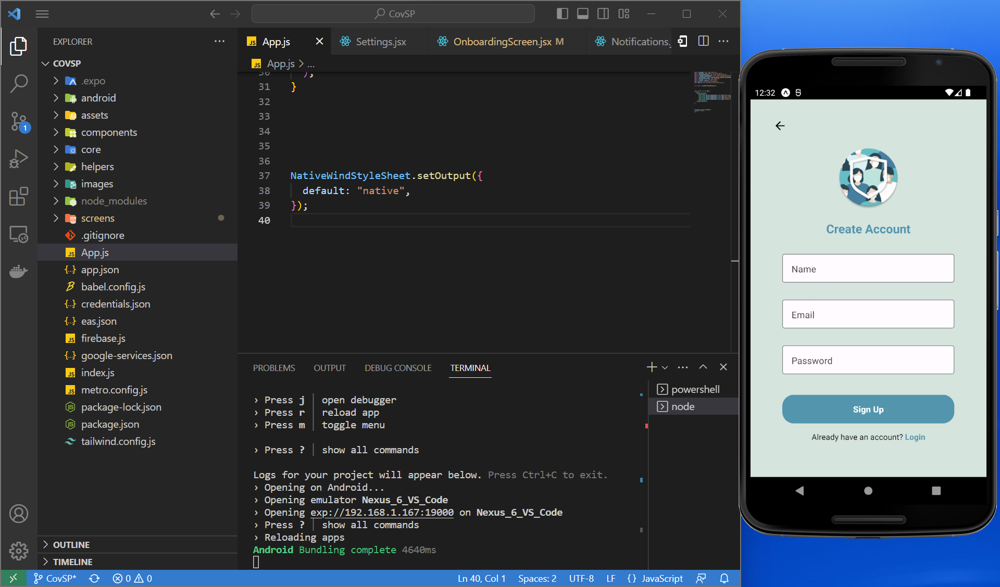 CovSP
EXPLORER
COVSP
.expo
android
assets
components
core
helpers
images
node_modules
screens
.gitignore
JS App.js
{..} app.json
babel.config.js
{..} credentials.json
{..} eas.json
JS firebase.js
{..} google-services.json
JS index.js
JS metro.config.js
package-lock.json
package.json
tailwind.config.js
OUTLINE
TIMELINE
1
JS App.js
Settings.jsx
OnboardingScreen.jsx M
Notifications.j
JS App.js > ...
30 );
31 }
32
33
34
35
36
37 NativeWindStyleSheet.setOutput({
38 default: "native",
39 });
40
PROBLEMS OUTPUT DEBUG CONSOLE TERMINAL
powershell
node
› Press j │ open debugger
› Press r │ reload app
› Press m │ toggle menu
› Press ? │ show all commands
Logs for your project will appear below. Press Ctrl+C to exit.
› Opening on Android...
› Opening emulator Nexus_6_VS_Code
› Opening exp://192.168.1.167:19000 on Nexus_6_VS_Code
› Press ? │ show all commands
› Reloading apps
Android Bundling complete 4640ms
CovSP* 0 0 Ln 40, Col 1 Spaces: 2 UTF-8 LF {} JavaScript
12:32
Create Account
Name
Email
Password
Sign Up
Already have an account? Login